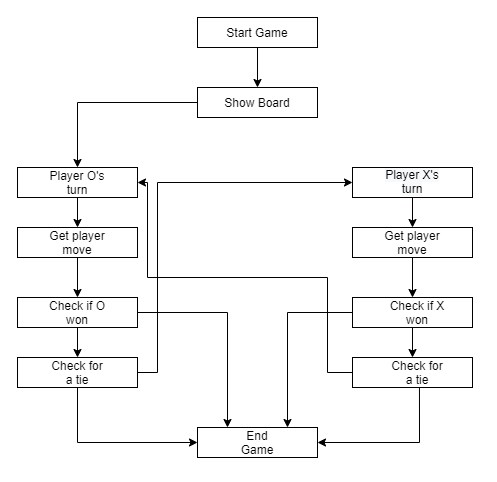 Start Game
Show Board
Player O's
turn
Player X's
turn
Get player
move
Get player
move
Check if O
won
Check if X
won
Check for
a tie
Check for
a tie
End
Game